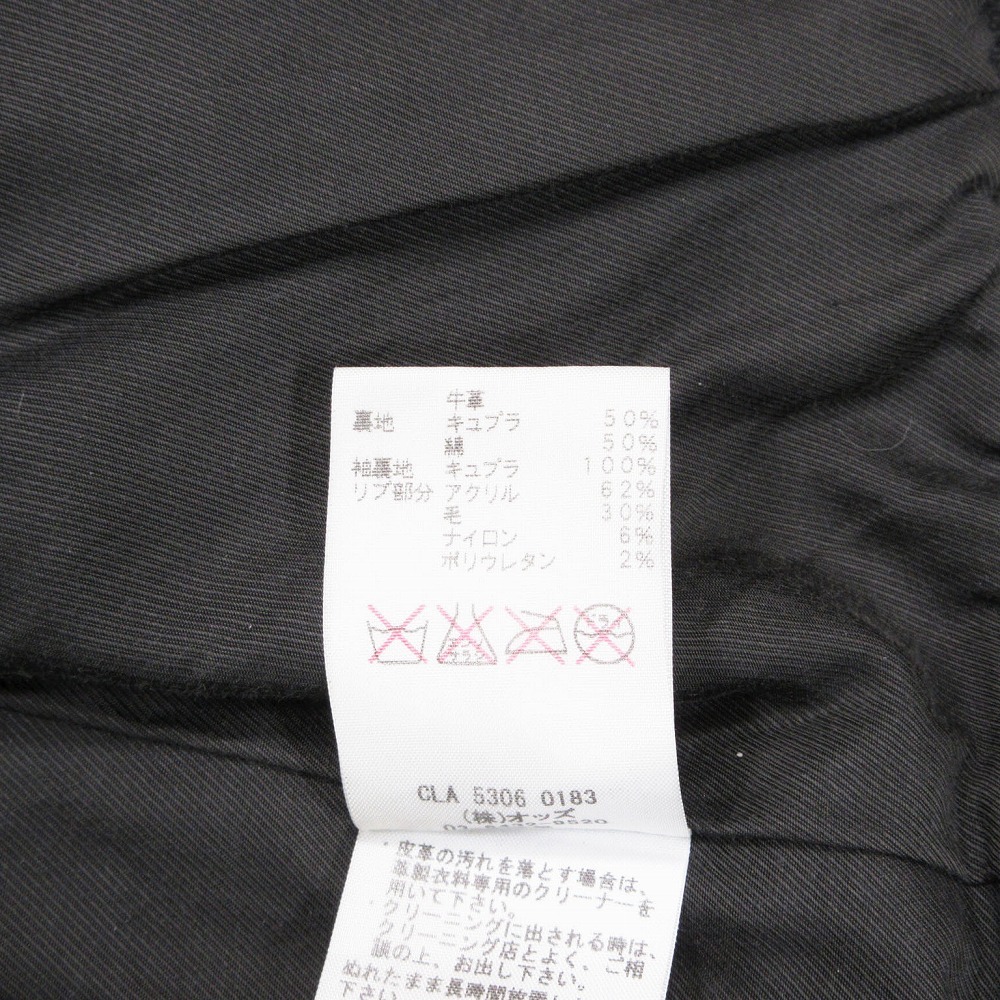 牛革
裏地 キュプラ 50%
綿 50%
袖裏地 キュプラ 100%
リブ部分 アクリル 62%
毛 30%
ナイロン 6%
ポリウレタン 2%
CLA 5306 0183
(株)オッズ
・皮革の汚れを落とす場合は、
革製衣料専用のクリーナーを
用いて下さい。
・クリーニングに出される時は、
クリーニング店とよく、ご相
談の上、お出し下さい。
ぬれたまま長時間放置し
下さい。